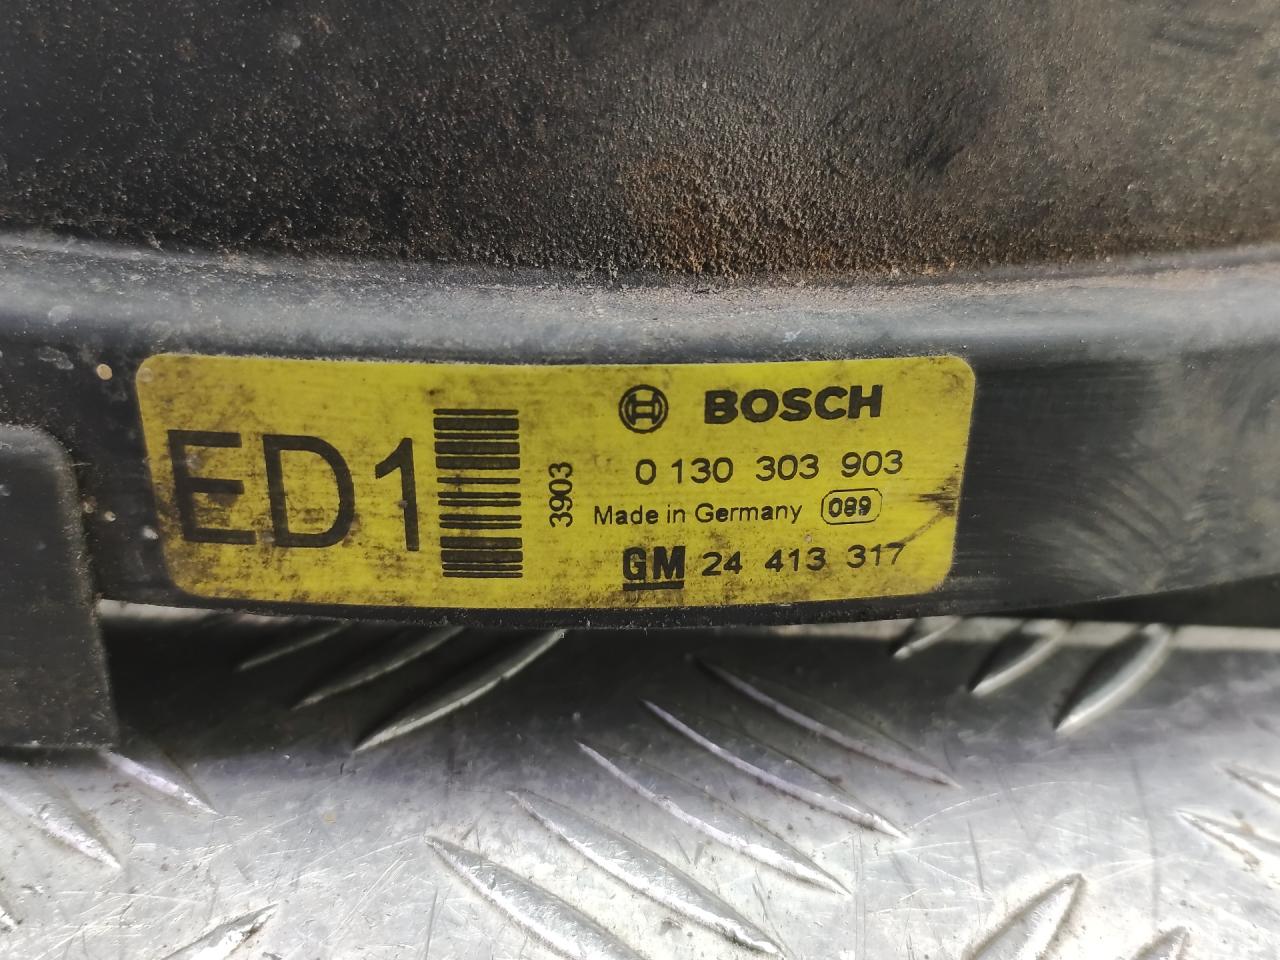 ED1
3903
BOSCH
0 130 303 903
Made in Germany 089
GM 24 413 317